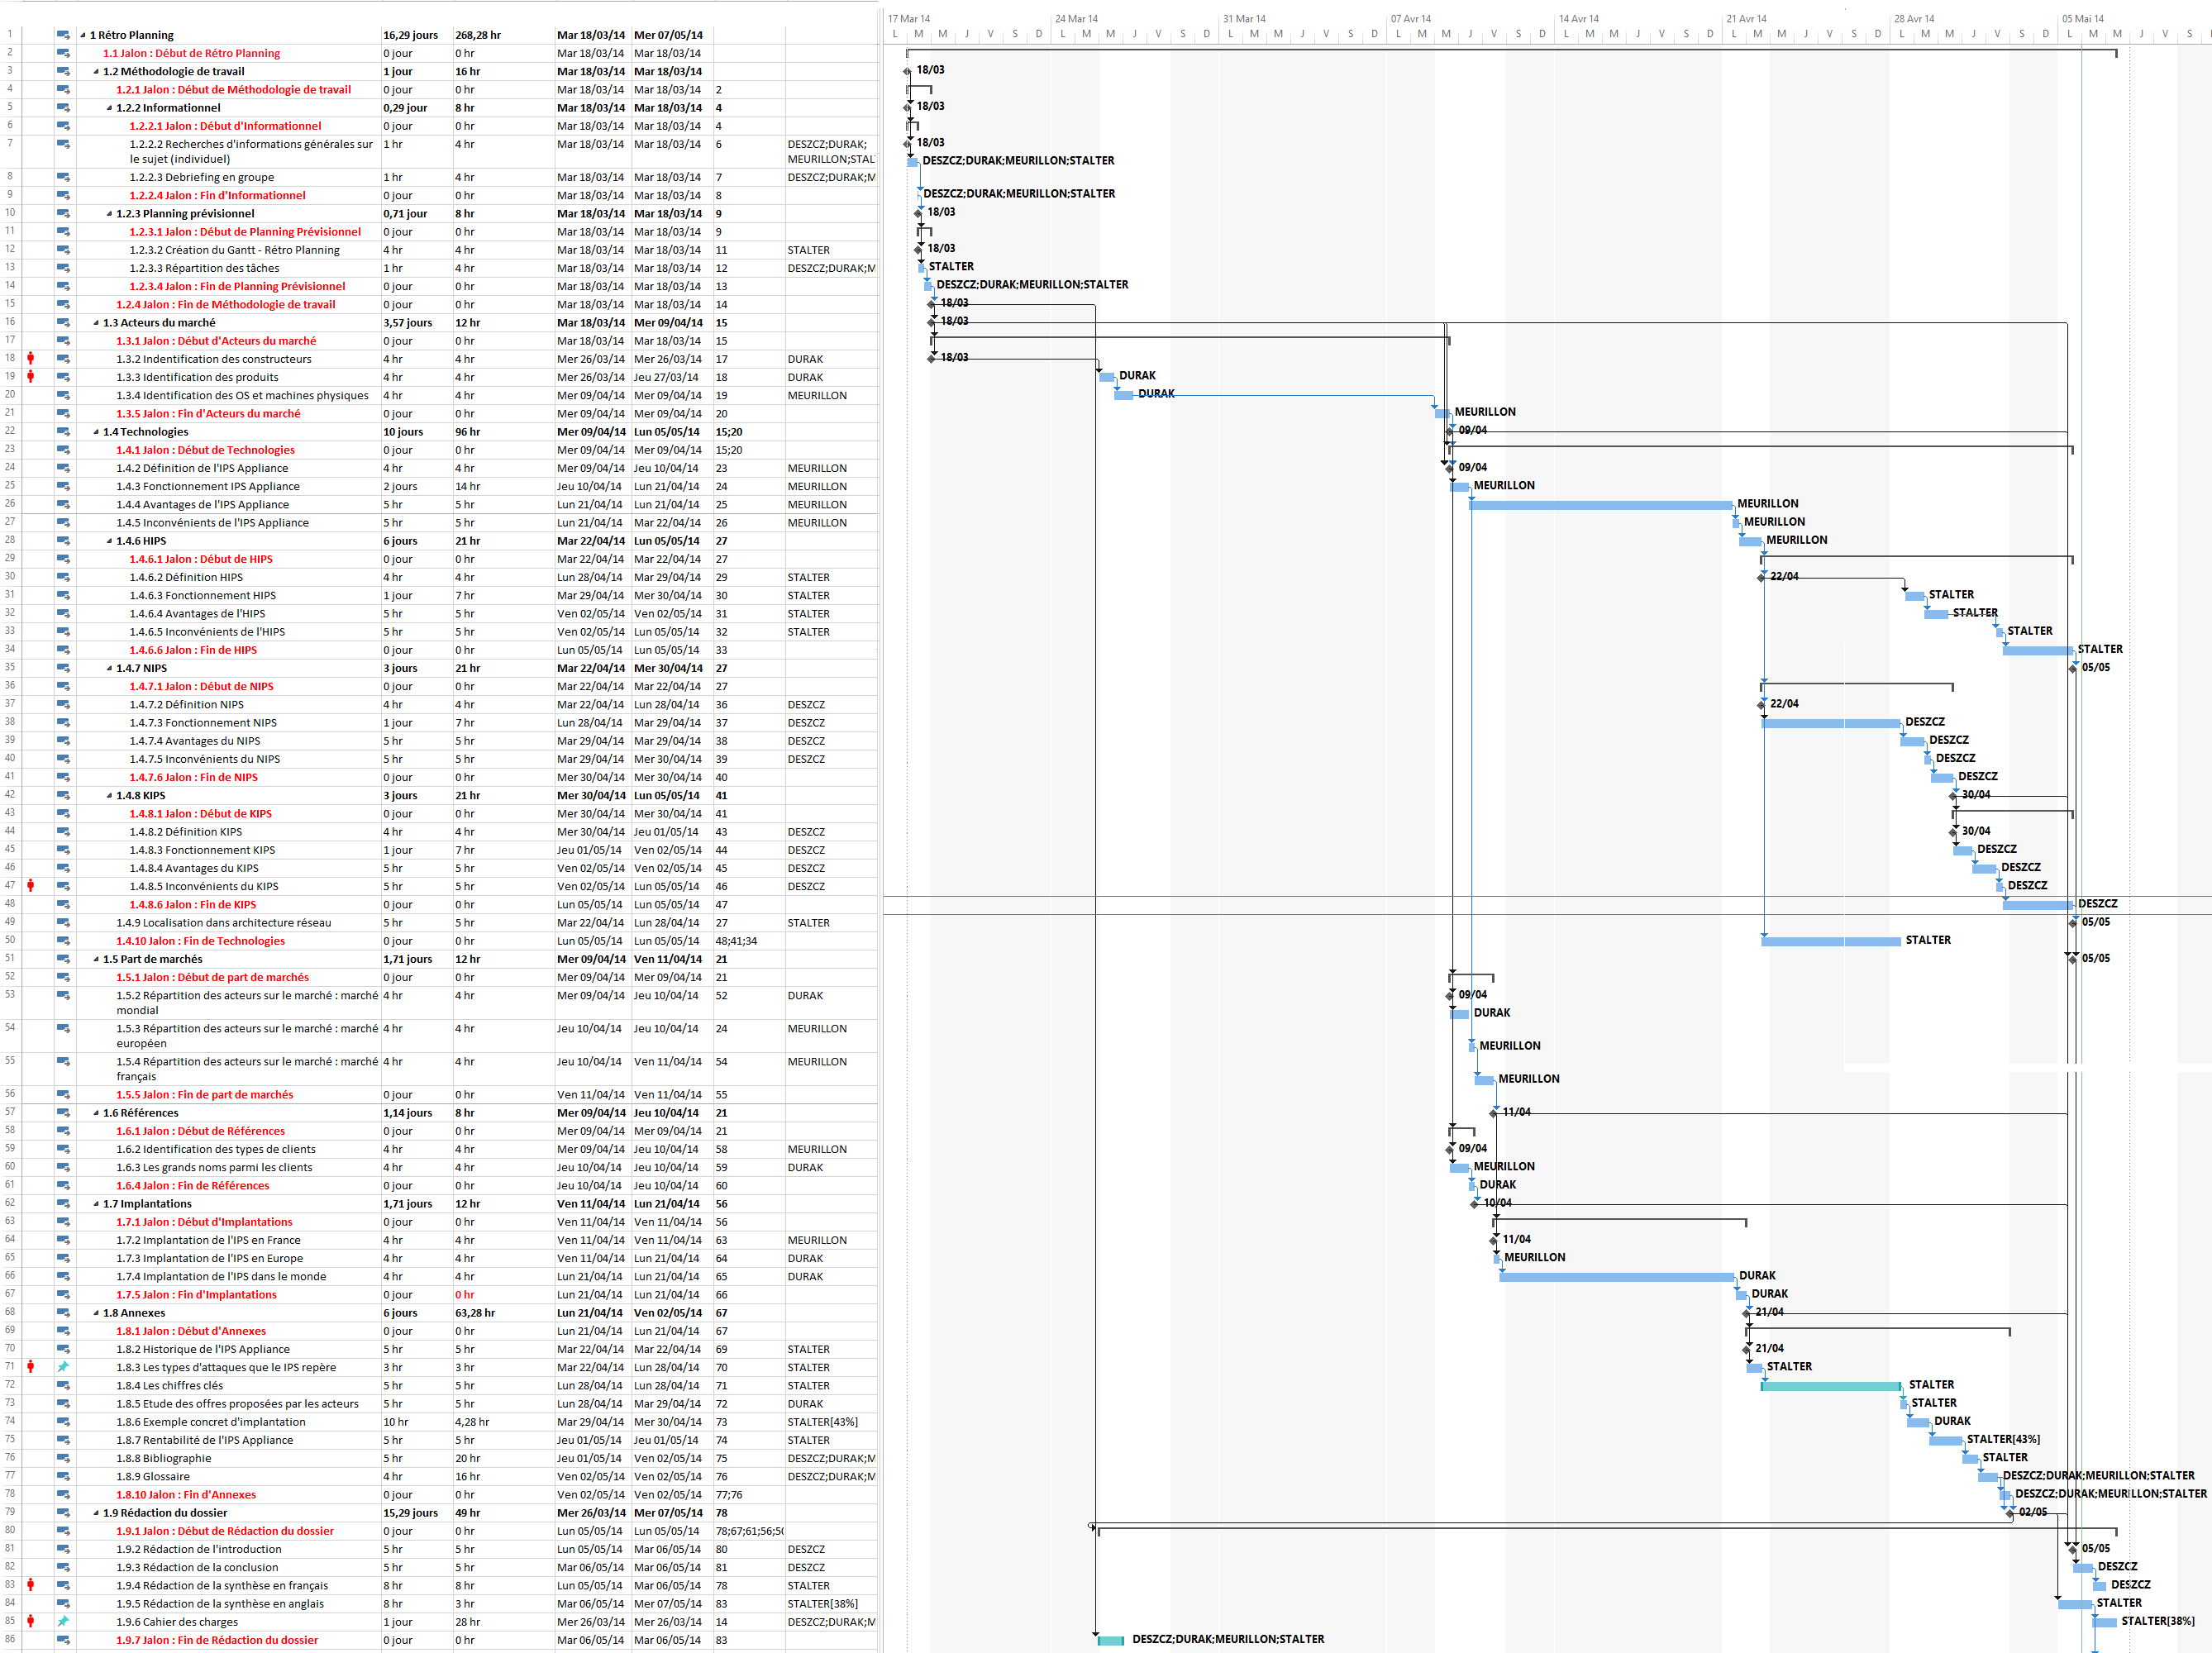 17 Mar 14 24 Mar 14 31 Mar 14 07 Avr 14 14 Avr 14 21 Avr 14 28 Avr 14 05 Mai 14
L M M J V S D L M M J V S D L M M J V S D L M M J V S D L M M J V S D L M M J V S D L M M J V S D L M M J V S
1 1 Rétro Planning 16,29 jours 268,28 hr Mar 18/03/14 Mer 07/05/14
2 1.1 Jalon : Début de Rétro Planning 0 jour 0 hr Mar 18/03/14 Mar 18/03/14
3 1.2 Méthodologie de travail 1 jour 16 hr Mar 18/03/14 Mar 18/03/14 18/03
4 1.2.1 Jalon : Début de Méthodologie de travail 0 jour 0 hr Mar 18/03/14 Mar 18/03/14 2
5 1.2.2 Informationnel 0,29 jour 8 hr Mar 18/03/14 Mar 18/03/14 4 18/03
6 1.2.2.1 Jalon : Début d'Informationnel 0 jour 0 hr Mar 18/03/14 Mar 18/03/14 4
7 1.2.2.2 Recherches d'informations générales sur 1 hr 4 hr Mar 18/03/14 Mar 18/03/14 6 DESZCZ;DURAK; 18/03
le sujet (individuel) MEURILLON;STAL DESZCZ;DURAK;MEURILLON;STALTER
8 1.2.2.3 Debriefing en groupe 1 hr 4 hr Mar 18/03/14 Mar 18/03/14 7 DESZCZ;DURAK;M
9 1.2.2.4 Jalon : Fin d'Informationnel 0 jour 0 hr Mar 18/03/14 Mar 18/03/14 8 DESZCZ;DURAK;MEURILLON;STALTER
10 1.2.3 Planning prévisionnel 0,71 jour 8 hr Mar 18/03/14 Mar 18/03/14 9 18/03
11 1.2.3.1 Jalon : Début de Planning Prévisionnel 0 jour 0 hr Mar 18/03/14 Mar 18/03/14 9
12 1.2.3.2 Création du Gantt - Rétro Planning 4 hr 4 hr Mar 18/03/14 Mar 18/03/14 11 STALTER 18/03
13 1.2.3.3 Répartition des tâches 1 hr 4 hr Mar 18/03/14 Mar 18/03/14 12 DESZCZ;DURAK;M STALTER
14 1.2.3.4 Jalon : Fin de Planning Prévisionnel 0 jour 0 hr Mar 18/03/14 Mar 18/03/14 13 DESZCZ;DURAK;MEURILLON;STALTER
15 1.2.4 Jalon : Fin de Méthodologie de travail 0 jour 0 hr Mar 18/03/14 Mar 18/03/14 14 18/03
16 1.3 Acteurs du marché 3,57 jours 12 hr Mar 18/03/14 Mer 09/04/14 15 18/03
17 1.3.1 Jalon : Début d'Acteurs du marché 0 jour 0 hr Mar 18/03/14 Mar 18/03/14 15
18 1.3.2 Indentification des constructeurs 4 hr 4 hr Mer 26/03/14 Mer 26/03/14 17 DURAK 18/03
19 1.3.3 Identification des produits 4 hr 4 hr Mer 26/03/14 Jeu 27/03/14 18 DURAK DURAK
20 1.3.4 Identification des OS et machines physiques 4 hr 4 hr Mer 09/04/14 Mer 09/04/14 19 MEURILLON DURAK
21 1.3.5 Jalon : Fin d'Acteurs du marché 0 jour 0 hr Mer 09/04/14 Mer 09/04/14 20 MEURILLON
22 1.4 Technologies 10 jours 96 hr Mer 09/04/14 Lun 05/05/14 15;20 09/04
23 1.4.1 Jalon : Début de Technologies 0 jour 0 hr Mer 09/04/14 Mer 09/04/14 15;20
24 1.4.2 Définition de l'IPS Appliance 4 hr 4 hr Mer 09/04/14 Jeu 10/04/14 23 MEURILLON 09/04
25 1.4.3 Fonctionnement IPS Appliance 2 jours 14 hr Jeu 10/04/14 Lun 21/04/14 24 MEURILLON MEURILLON
26 1.4.4 Avantages de l'IPS Appliance 5 hr 5 hr Lun 21/04/14 Lun 21/04/14 25 MEURILLON MEURILLON
27 1.4.5 Inconvénients de l'IPS Appliance 5 hr 5 hr Lun 21/04/14 Mar 22/04/14 26 MEURILLON MEURILLON
28 1.4.6 HIPS 6 jours 21 hr Mar 22/04/14 Lun 05/05/14 27 MEURILLON
29 1.4.6.1 Jalon : Début de HIPS 0 jour 0 hr Mar 22/04/14 Mar 22/04/14 27
30 1.4.6.2 Définition HIPS 4 hr 4 hr Lun 28/04/14 Mar 29/04/14 29 STALTER 22/04
31 1.4.6.3 Fonctionnement HIPS 1 jour 7 hr Mar 29/04/14 Mer 30/04/14 30 STALTER STALTER
32 1.4.6.4 Avantages de l'HIPS 5 hr 5 hr Ven 02/05/14 Ven 02/05/14 31 STALTER STALTER
33 1.4.6.5 Inconvénients de l'HIPS 5 hr 5 hr Ven 02/05/14 Lun 05/05/14 32 STALTER STALTER
34 1.4.6.6 Jalon : Fin de HIPS 0 jour 0 hr Lun 05/05/14 Lun 05/05/14 33 STALTER
35 1.4.7 NIPS 3 jours 21 hr Mar 22/04/14 Mer 30/04/14 27 05/05
36 1.4.7.1 Jalon : Début de NIPS 0 jour 0 hr Mar 22/04/14 Mar 22/04/14 27
37 1.4.7.2 Définition NIPS 4 hr 4 hr Mar 22/04/14 Lun 28/04/14 36 DESZCZ 22/04
38 1.4.7.3 Fonctionnement NIPS 1 jour 7 hr Lun 28/04/14 Mar 29/04/14 37 DESZCZ DESZCZ
39 1.4.7.4 Avantages du NIPS 5 hr 5 hr Mar 29/04/14 Mar 29/04/14 38 DESZCZ DESZCZ
40 1.4.7.5 Inconvénients du NIPS 5 hr 5 hr Mar 29/04/14 Mer 30/04/14 39 DESZCZ DESZCZ
41 1.4.7.6 Jalon : Fin de NIPS 0 jour 0 hr Mer 30/04/14 Mer 30/04/14 40 DESZCZ
42 1.4.8 KIPS 3 jours 21 hr Mer 30/04/14 Lun 05/05/14 41 30/04
43 1.4.8.1 Jalon : Début de KIPS 0 jour 0 hr Mer 30/04/14 Mer 30/04/14 41
44 1.4.8.2 Définition KIPS 4 hr 4 hr Mer 30/04/14 Jeu 01/05/14 43 DESZCZ 30/04
45 1.4.8.3 Fonctionnement KIPS 1 jour 7 hr Jeu 01/05/14 Ven 02/05/14 44 DESZCZ DESZCZ
46 1.4.8.4 Avantages du KIPS 5 hr 5 hr Ven 02/05/14 Ven 02/05/14 45 DESZCZ DESZCZ
47 1.4.8.5 Inconvénients du KIPS 5 hr 5 hr Ven 02/05/14 Lun 05/05/14 46 DESZCZ DESZCZ
48 1.4.8.6 Jalon : Fin de KIPS 0 jour 0 hr Lun 05/05/14 Lun 05/05/14 47 DESZCZ
49 1.4.9 Localisation dans architecture réseau 5 hr 5 hr Mar 22/04/14 Lun 28/04/14 27 STALTER 05/05
50 1.4.10 Jalon : Fin de Technologies 0 jour 0 hr Lun 05/05/14 Lun 05/05/14 48;41;34 STALTER
51 1.5 Part de marchés 1,71 jours 12 hr Mer 09/04/14 Ven 11/04/14 21 05/05
52 1.5.1 Jalon : Début de part de marchés 0 jour 0 hr Mer 09/04/14 Mer 09/04/14 21
53 1.5.2 Répartition des acteurs sur le marché : marché 4 hr 4 hr Mer 09/04/14 Jeu 10/04/14 52 DURAK 09/04
mondial DURAK
54 1.5.3 Répartition des acteurs sur le marché : marché 4 hr 4 hr Jeu 10/04/14 Jeu 10/04/14 24 MEURILLON
européen MEURILLON
55 1.5.4 Répartition des acteurs sur le marché : marché 4 hr 4 hr Jeu 10/04/14 Ven 11/04/14 54 MEURILLON
français MEURILLON
56 1.5.5 Jalon : Fin de part de marchés 0 jour 0 hr Ven 11/04/14 Ven 11/04/14 55
57 1.6 Références 1,14 jours 8 hr Mer 09/04/14 Jeu 10/04/14 21 11/04
58 1.6.1 Jalon : Début de Références 0 jour 0 hr Mer 09/04/14 Mer 09/04/14 21
59 1.6.2 Identification des types de clients 4 hr 4 hr Mer 09/04/14 Jeu 10/04/14 58 MEURILLON 09/04
60 1.6.3 Les grands noms parmi les clients 4 hr 4 hr Jeu 10/04/14 Jeu 10/04/14 59 DURAK MEURILLON
61 1.6.4 Jalon : Fin de Références 0 jour 0 hr Jeu 10/04/14 Jeu 10/04/14 60 DURAK
62 1.7 Implantations 1,71 jours 12 hr Ven 11/04/14 Lun 21/04/14 56 10/04
63 1.7.1 Jalon : Début d'Implantations 0 jour 0 hr Ven 11/04/14 Ven 11/04/14 56
64 1.7.2 Implantation de l'IPS en France 4 hr 4 hr Ven 11/04/14 Ven 11/04/14 63 MEURILLON 11/04
65 1.7.3 Implantation de l'IPS en Europe 4 hr 4 hr Ven 11/04/14 Lun 21/04/14 64 DURAK MEURILLON
66 1.7.4 Implantation de l'IPS dans le monde 4 hr 4 hr Lun 21/04/14 Lun 21/04/14 65 DURAK DURAK
67 1.7.5 Jalon : Fin d'Implantations 0 jour 0 hr Lun 21/04/14 Lun 21/04/14 66 DURAK
68 1.8 Annexes 6 jours 63,28 hr Lun 21/04/14 Ven 02/05/14 67 21/04
69 1.8.1 Jalon : Début d'Annexes 0 jour 0 hr Lun 21/04/14 Lun 21/04/14 67
70 1.8.2 Historique de l'IPS Appliance 5 hr 5 hr Mar 22/04/14 Mar 22/04/14 69 STALTER 21/04
71 1.8.3 Les types d'attaques que le IPS repère 3 hr 3 hr Mar 22/04/14 Lun 28/04/14 70 STALTER STALTER
72 1.8.4 Les chiffres clés 5 hr 5 hr Lun 28/04/14 Lun 28/04/14 71 STALTER STALTER
73 1.8.5 Etude des offres proposées par les acteurs 5 hr 5 hr Lun 28/04/14 Mar 29/04/14 72 DURAK STALTER
74 1.8.6 Exemple concret d'implantation 10 hr 4,28 hr Mar 29/04/14 Mer 30/04/14 73 STALTER[43%] DURAK
75 1.8.7 Rentabilité de l'IPS Appliance 5 hr 5 hr Jeu 01/05/14 Jeu 01/05/14 74 STALTER STALTER[43%]
76 1.8.8 Bibliographie 5 hr 20 hr Jeu 01/05/14 Ven 02/05/14 75 DESZCZ;DURAK;M STALTER
77 1.8.9 Glossaire 4 hr 16 hr Ven 02/05/14 Ven 02/05/14 76 DESZCZ;DURAK;M DESZCZ;DURAK;MEURILLON;STALTER
78 1.8.10 Jalon : Fin d'Annexes 0 jour 0 hr Ven 02/05/14 Ven 02/05/14 77;76 DESZCZ;DURAK;MEURILLON;STALTER
79 1.9 Rédaction du dossier 15,29 jours 49 hr Mer 26/03/14 Mer 07/05/14 78 02/05
80 1.9.1 Jalon : Début de Rédaction du dossier 0 jour 0 hr Lun 05/05/14 Lun 05/05/14 78;67;61;56;50
81 1.9.2 Rédaction de l'introduction 5 hr 5 hr Lun 05/05/14 Mar 06/05/14 80 DESZCZ 05/05
82 1.9.3 Rédaction de la conclusion 5 hr 5 hr Mar 06/05/14 Mar 06/05/14 81 DESZCZ DESZCZ
83 1.9.4 Rédaction de la synthèse en français 8 hr 8 hr Lun 05/05/14 Mar 06/05/14 78 STALTER DESZCZ
84 1.9.5 Rédaction de la synthèse en anglais 8 hr 3 hr Mar 06/05/14 Mer 07/05/14 83 STALTER[38%] STALTER
85 1.9.6 Cahier des charges 1 jour 28 hr Mer 26/03/14 Mer 26/03/14 14 DESZCZ;DURAK;M STALTER[38%]
86 1.9.7 Jalon : Fin de Rédaction du dossier 0 jour 0 hr Mar 06/05/14 Mar 06/05/14 83 DESZCZ;DURAK;MEURILLON;STALTER